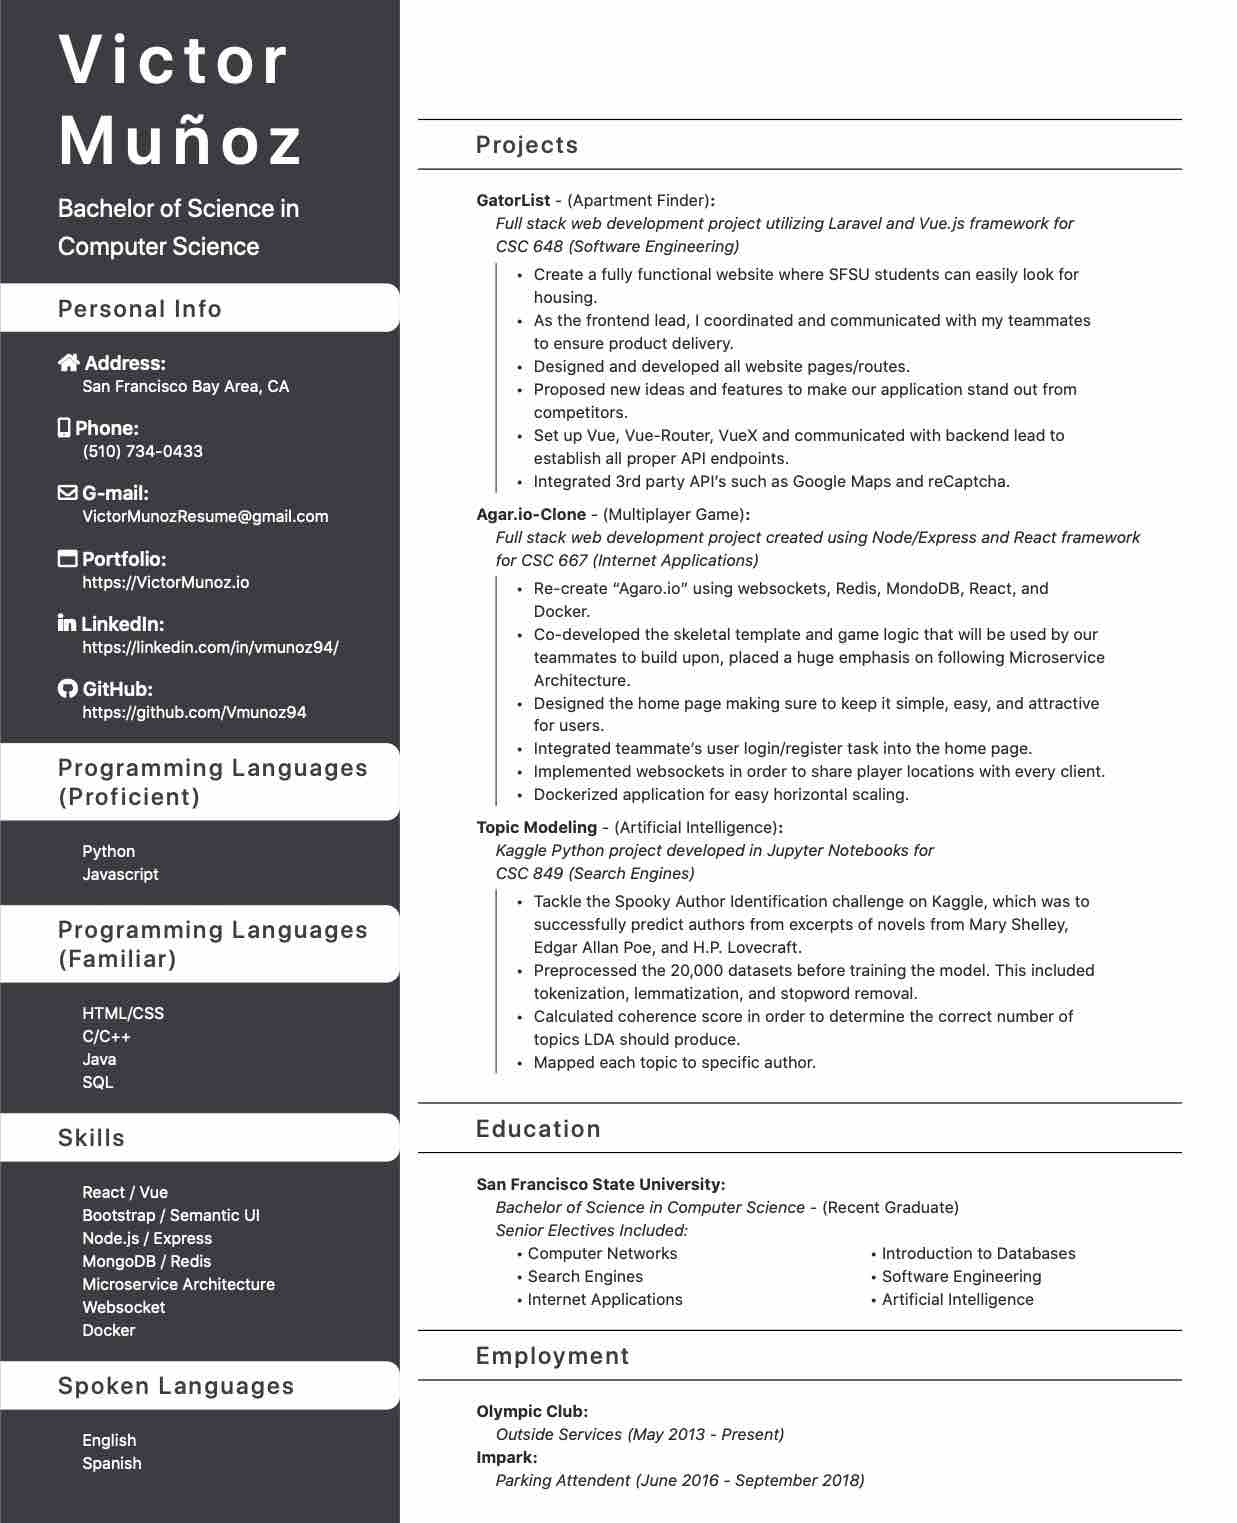 Victor
Muñoz
Bachelor of Science in
Computer Science
Personal Info
Address:
San Francisco Bay Area, CA
Phone:
(510) 734-0433
G-mail:
VictorMunozResume@gmail.com
Portfolio:
https://VictorMunoz.io
LinkedIn:
https://linkedin.com/in/vmunoz94/
GitHub:
https://github.com/Vmunoz94
Programming Languages
(Proficient)
Python
Javascript
Programming Languages
(Familiar)
HTML/CSS
C/C++
Java
SQL
Skills
React / Vue
Bootstrap / Semantic UI
Node.js / Express
MongoDB / Redis
Microservice Architecture
Websocket
Docker
Spoken Languages
English
Spanish
Projects
GatorList - (Apartment Finder):
Full stack web development project utilizing Laravel and Vue.js framework for
CSC 648 (Software Engineering)
• Create a fully functional website where SFSU students can easily look for
housing.
• As the frontend lead, I coordinated and communicated with my teammates
to ensure product delivery.
• Designed and developed all website pages/routes.
• Proposed new ideas and features to make our application stand out from
competitors.
• Set up Vue, Vue-Router, VueX and communicated with backend lead to
establish all proper API endpoints.
• Integrated 3rd party API's such as Google Maps and reCaptcha.
Agar.io-Clone - (Multiplayer Game):
Full stack web development project created using Node/Express and React framework
for CSC 667 (Internet Applications)
• Re-create “Agaro.io” using websockets, Redis, MondoDB, React, and
Docker.
• Co-developed the skeletal template and game logic that will be used by our
teammates to build upon, placed a huge emphasis on following Microservice
Architecture.
• Designed the home page making sure to keep it simple, easy, and attractive
for users.
• Integrated teammate's user login/register task into the home page.
• Implemented websockets in order to share player locations with every client.
• Dockerized application for easy horizontal scaling.
Topic Modeling - (Artificial Intelligence):
Kaggle Python project developed in Jupyter Notebooks for
CSC 849 (Search Engines)
• Tackle the Spooky Author Identification challenge on Kaggle, which was to
successfully predict authors from excerpts of novels from Mary Shelley,
Edgar Allan Poe, and H.P. Lovecraft.
• Preprocessed the 20,000 datasets before training the model. This included
tokenization, lemmatization, and stopword removal.
• Calculated coherence score in order to determine the correct number of
topics LDA should produce.
• Mapped each topic to specific author.
Education
San Francisco State University:
Bachelor of Science in Computer Science - (Recent Graduate)
Senior Electives Included:
• Computer Networks
• Search Engines
• Internet Applications
• Introduction to Databases
• Software Engineering
• Artificial Intelligence
Employment
Olympic Club:
Outside Services (May 2013 - Present)
Impark:
Parking Attendent (June 2016 - September 2018)